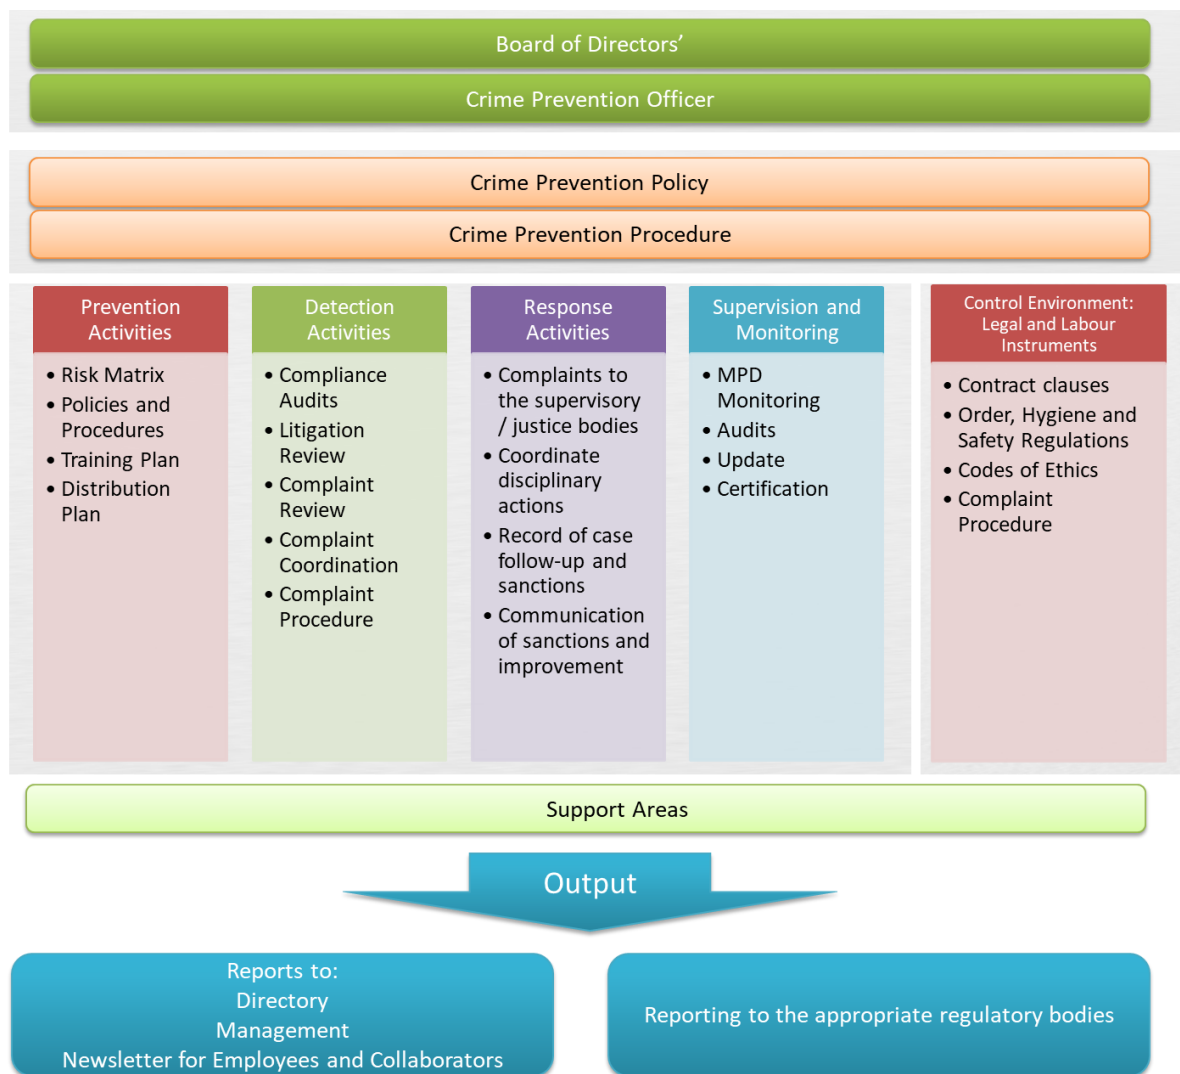 Board of Directors’
Crime Prevention Officer
Crime Prevention Policy
Crime Prevention Procedure
Prevention
Activities
• Risk Matrix
• Policies and
Procedures
• Training Plan
• Distribution
Plan
Detection
Activities
• Compliance
Audits
• Litigation
Review
• Complaint
Review
• Complaint
Coordination
• Complaint
Procedure
Response
Activities
• Complaints to
the supervisory
/ justice bodies
• Coordinate
disciplinary
actions
• Record of case
follow-up and
sanctions
• Communication
of sanctions and
improvement
Supervision and
Monitoring
• MPD
Monitoring
• Audits
• Update
• Certification
Control Environment:
Legal and Labour
Instruments
• Contract clauses
• Order, Hygiene and
Safety Regulations
• Codes of Ethics
• Complaint
Procedure
Support Areas
Output
Reports to:
Directory
Management
Newsletter for Employees and Collaborators
Reporting to the appropriate regulatory bodies